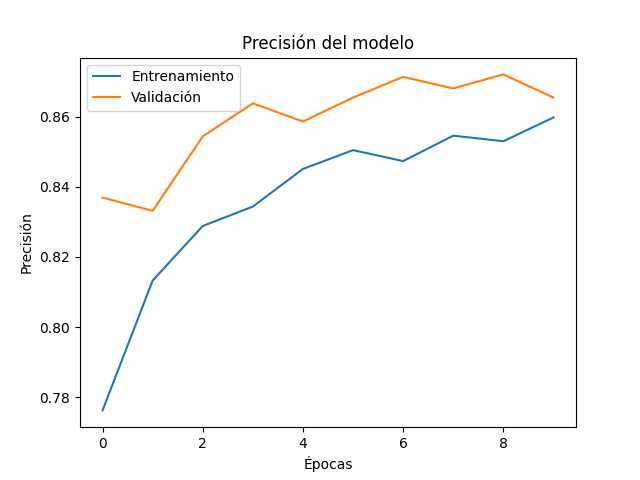 Precisión del modelo
Entrenamiento
Validación
Precisión
0.86
0.84
0.82
0.80
0.78
0 2 4 6 8
Épocas